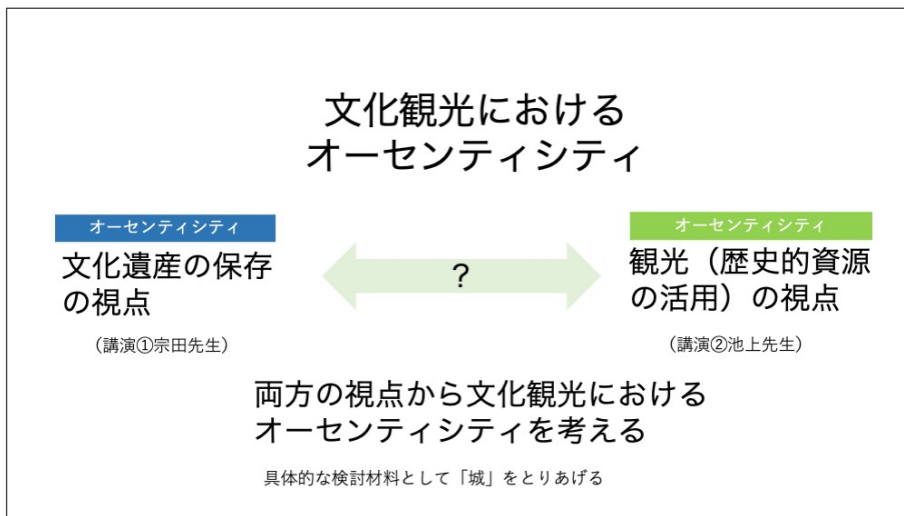 文化観光における
オーセンティシティ
オーセンティシティ
文化遺産の保存
の視点
(講演①宗田先生)
?
オーセンティシティ
観光(歴史的資源
の活用)の視点
(講演②池上先生)
両方の視点から文化観光における
オーセンティシティを考える
具体的な検討材料として「城」をとりあげる